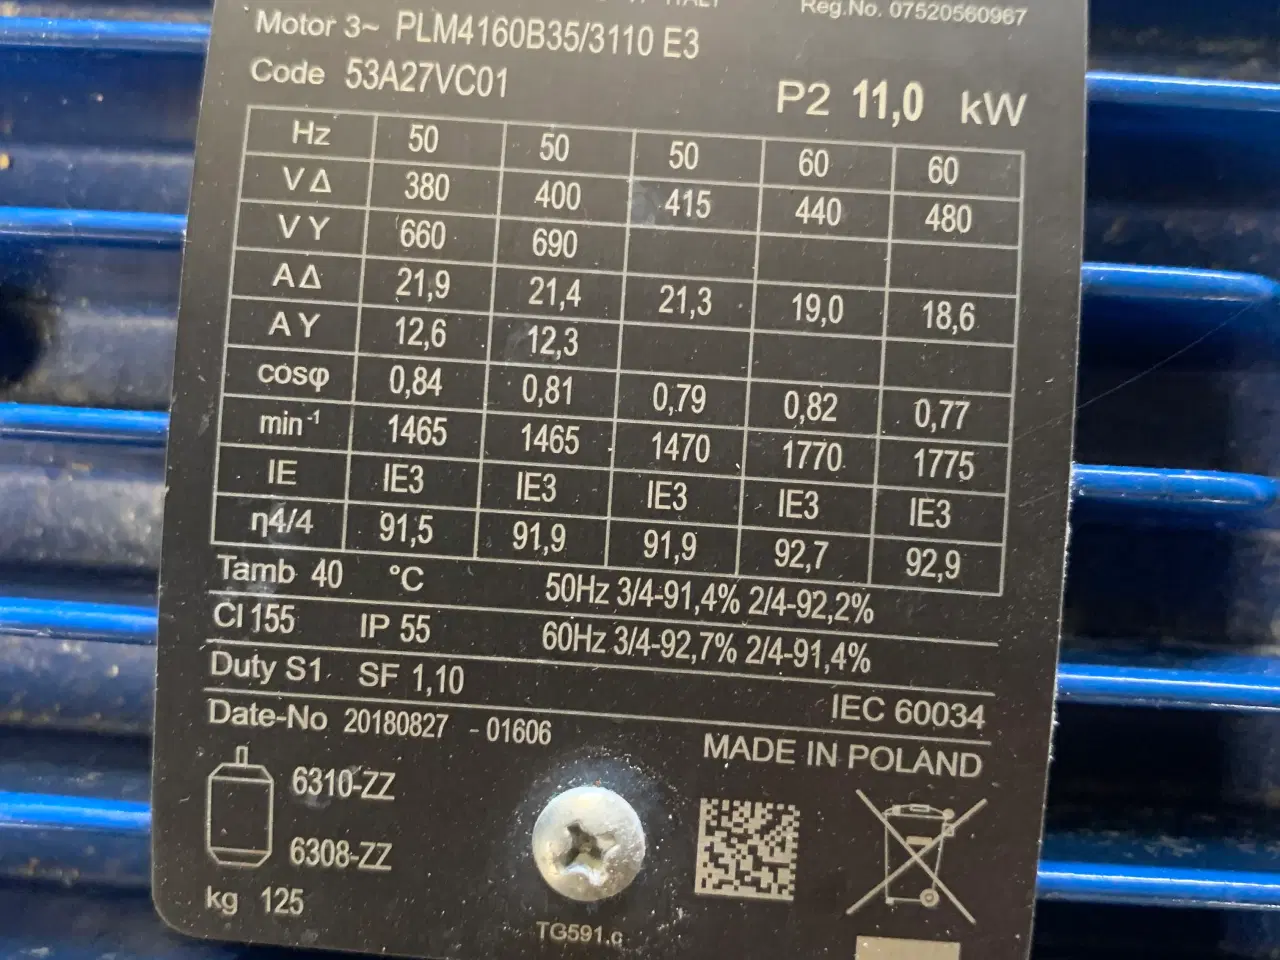 Reg.No. 07520560967
Motor 3~ PLM4160B35/3110 E3
Code 53A27VC01
P2 11,0 kW
Hz 50 50 50 60 60
V Δ 380 400 415 440 480
V Y 660 690
A Δ 21,9 21,4 21,3 19,0 18,6
A Y 12,6 12,3
cosφ 0,84 0,81 0,79 0,82 0,77
min-1 1465 1465 1470 1770 1775
IE IE3 IE3 IE3 IE3 IE3
η4/4 91,5 91,9 91,9 92,7 92,9
Tamb 40 °C 50Hz 3/4-91,4% 2/4-92,2%
Cl 155 IP 55 60Hz 3/4-92,7% 2/4-91,4%
Duty S1 SF 1,10
IEC 60034
Date-No 20180827 - 01606
MADE IN POLAND
6310-ZZ
6308-ZZ
kg 125
TG591.c